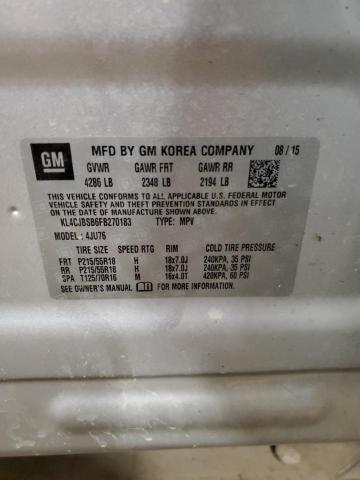 GM
MFD BY GM KOREA COMPANY 08 / 15
GVWR GAWR FRT GAWR RR
4286 LB 2348 LB 2194 LB
THIS VEHICLE CONFORMS TO ALL APPLICABLE U.S. FEDERAL MOTOR
VEHICLE SAFETY, BUMPER, AND THEFT PREVENTION STANDARDS
IN EFFECT ON THE DATE OF MANUFACTURE SHOWN ABOVE.
KL4CJBSB6FB270183 TYPE: MPV
MODEL: 4JU76
TIRE SIZE SPEED RTG RIM COLD TIRE PRESSURE
FRT P215/55R18 H 18x7.0J 240KPA, 35 PSI
RR P215/55R18 H 18x7.0J 240KPA, 35 PSI
SPA T125/70R16 M 16x4.0T 420KPA, 60 PSI
SEE OWNER'S MANUAL FOR MORE INFORMATION